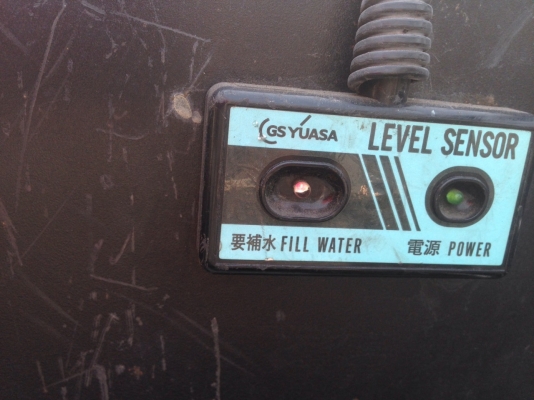 GS YUASA LEVEL SENSOR
要補水 FILL WATER 電源 POWER